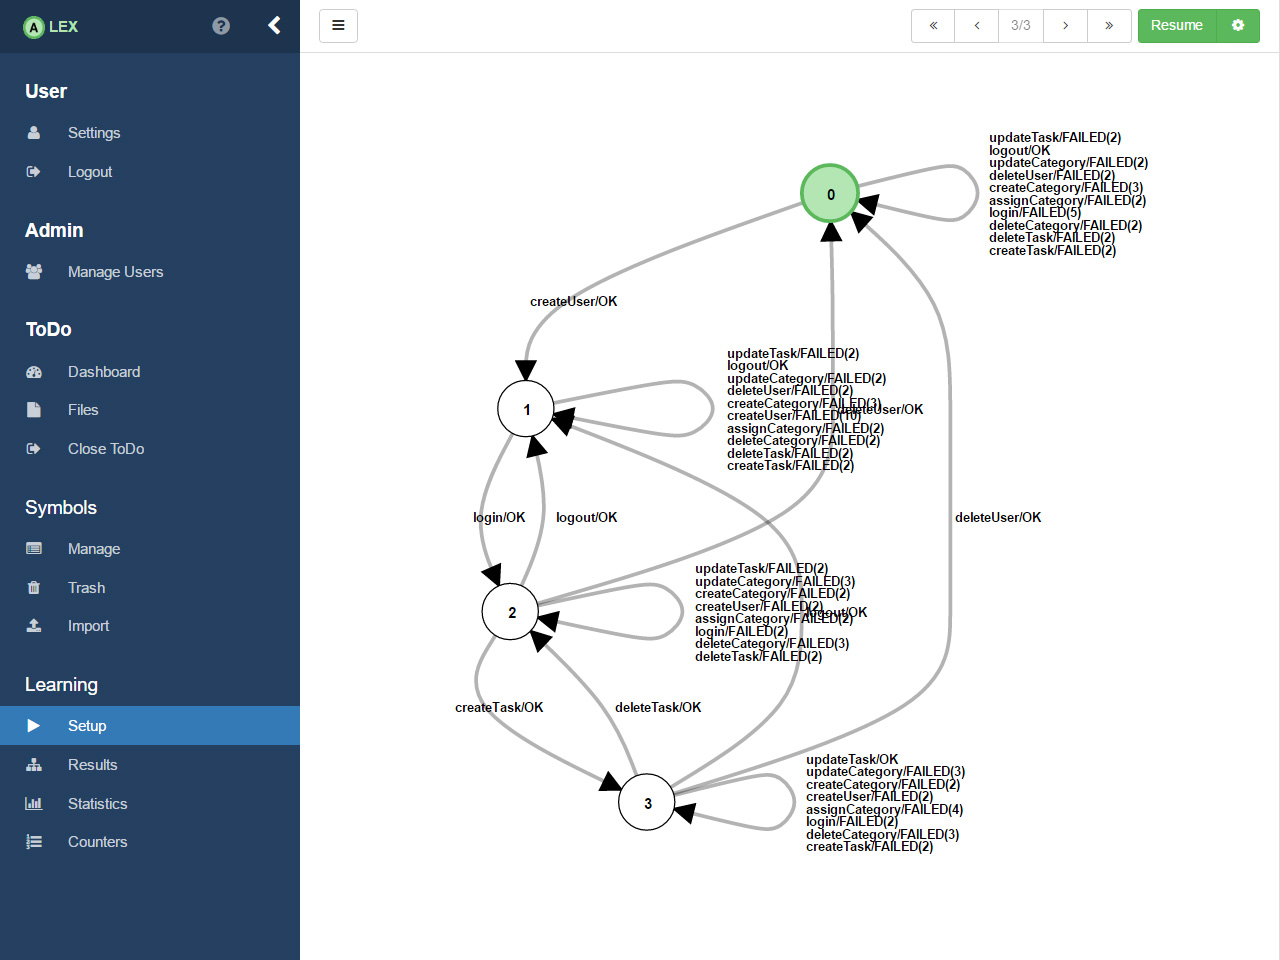 A LEX
?
3/3
Resume
User
Settings
Logout
Admin
Manage Users
ToDo
Dashboard
Files
Close ToDo
Symbols
Manage
Trash
Import
Learning
Setup
Results
Statistics
Counters
updateTask/FAILED(2)
logout/OK
updateCategory/FAILED(2)
deleteUser/FAILED(2)
createCategory/FAILED(3)
assignCategory/FAILED(2)
login/FAILED(5)
deleteCategory/FAILED(2)
deleteTask/FAILED(2)
createTask/FAILED(2)
0
createUser/OK
updateTask/FAILED(2)
logout/OK
updateCategory/FAILED(2)
deleteUser/FAILED(2)
createCategory/FAILED(3)
createUser/FAILED(10)
assignCategory/FAILED(2)
deleteCategory/FAILED(2)
deleteTask/FAILED(2)
createTask/FAILED(2)
deleteUser/OK
1
login/OK
logout/OK
deleteUser/OK
updateTask/FAILED(2)
updateCategory/FAILED(3)
createCategory/FAILED(2)
createUser/FAILED(2)
assignCategory/FAILED(2)
login/FAILED(2)
deleteCategory/FAILED(3)
deleteTask/FAILED(2)
logout/OK
2
createTask/OK
deleteTask/OK
updateTask/OK
updateCategory/FAILED(3)
createCategory/FAILED(2)
createUser/FAILED(2)
assignCategory/FAILED(4)
login/FAILED(2)
deleteCategory/FAILED(3)
createTask/FAILED(2)
3